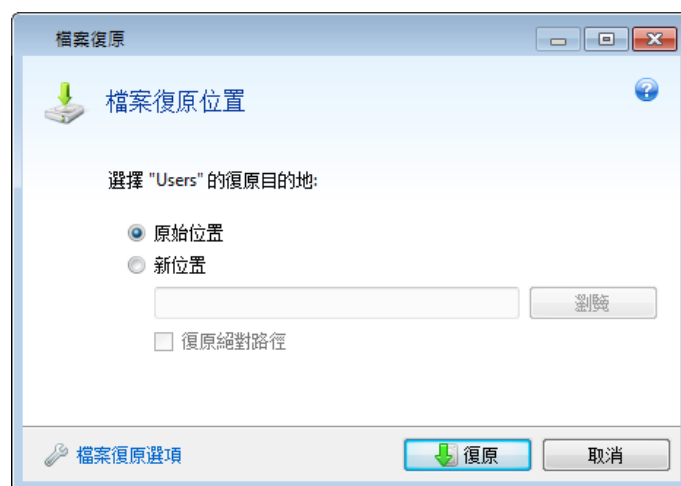 檔案復原
檔案復原位置
選擇 "Users" 的復原目的地:
原始位置
新位置
瀏覽
復原絕對路徑
檔案復原選項
復原
取消